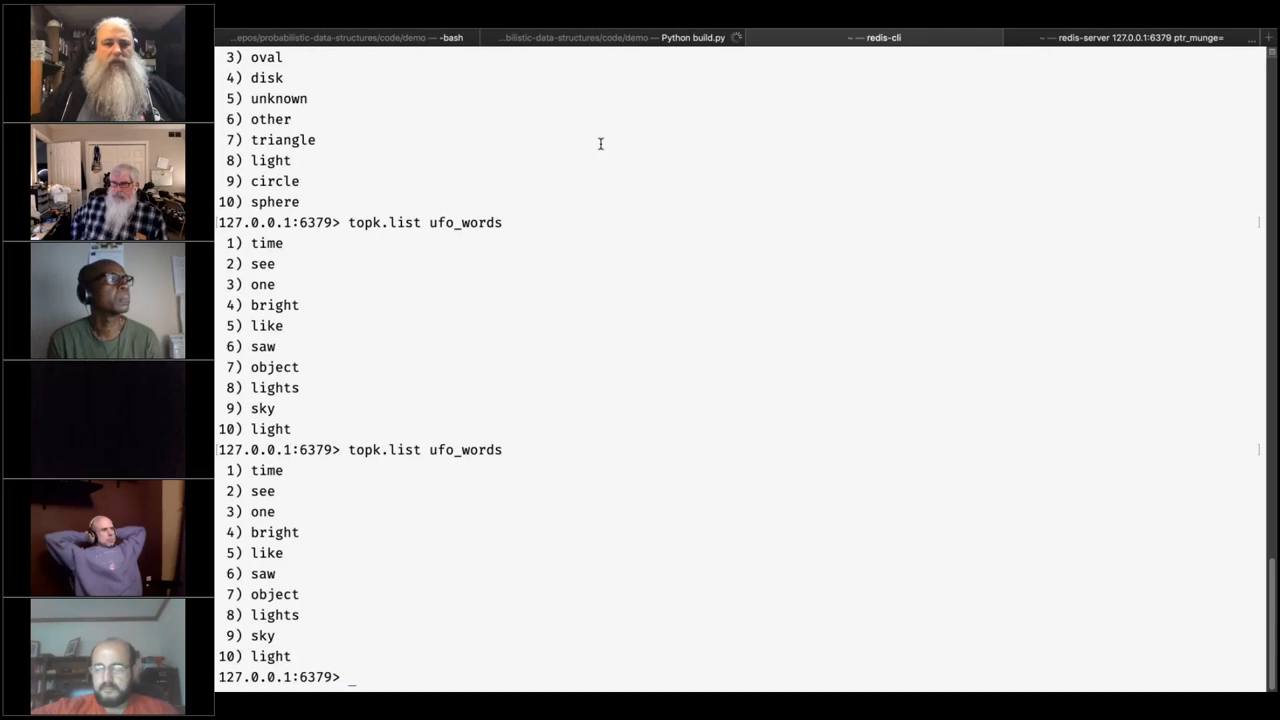 ...epos/probabilistic-data-structures/code/demo — -bash
...bilistic-data-structures/code/demo — Python build.py
~ — redis-cli
~ — redis-server 127.0.0.1:6379 ptr_munge= ...
3) oval
4) disk
5) unknown
6) other
7) triangle
8) light
9) circle
10) sphere
127.0.0.1:6379> topk.list ufo_words
1) time
2) see
3) one
4) bright
5) like
6) saw
7) object
8) lights
9) sky
10) light
127.0.0.1:6379> topk.list ufo_words
1) time
2) see
3) one
4) bright
5) like
6) saw
7) object
8) lights
9) sky
10) light
127.0.0.1:6379> _